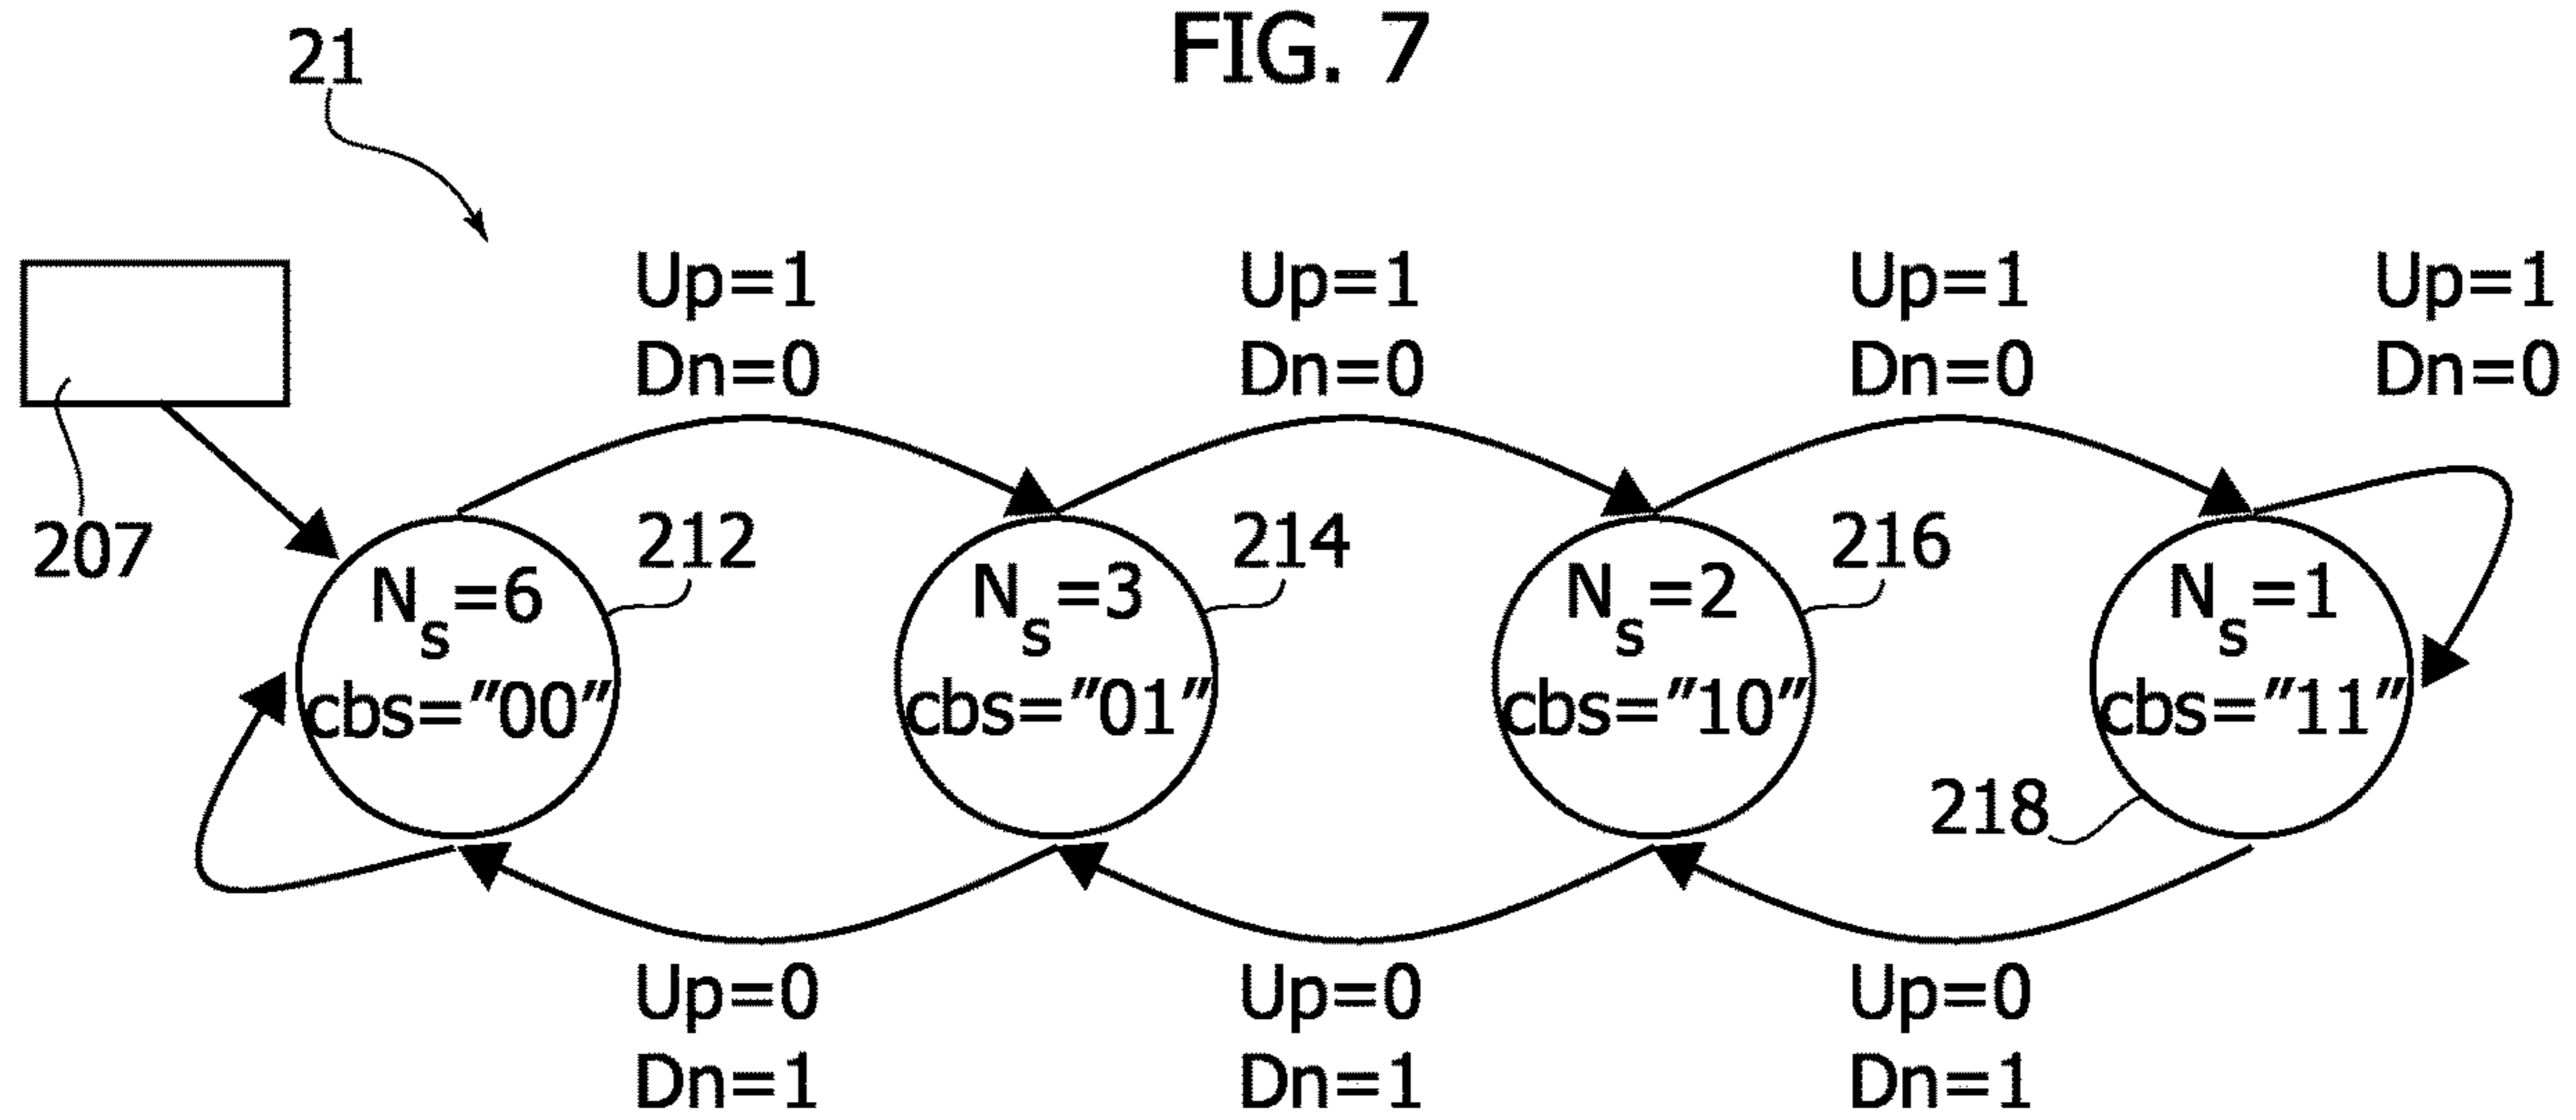 FIG. 7
21
Up=1 Up=1 Up=1 Up=1
Dn=0 Dn=0 Dn=0 Dn=0
207 212 214 216
Ns=6 Ns=3 Ns=2 Ns=1
cbs="00" cbs="01" cbs="10" cbs="11"
218
Up=0 Up=0 Up=0
Dn=1 Dn=1 Dn=1